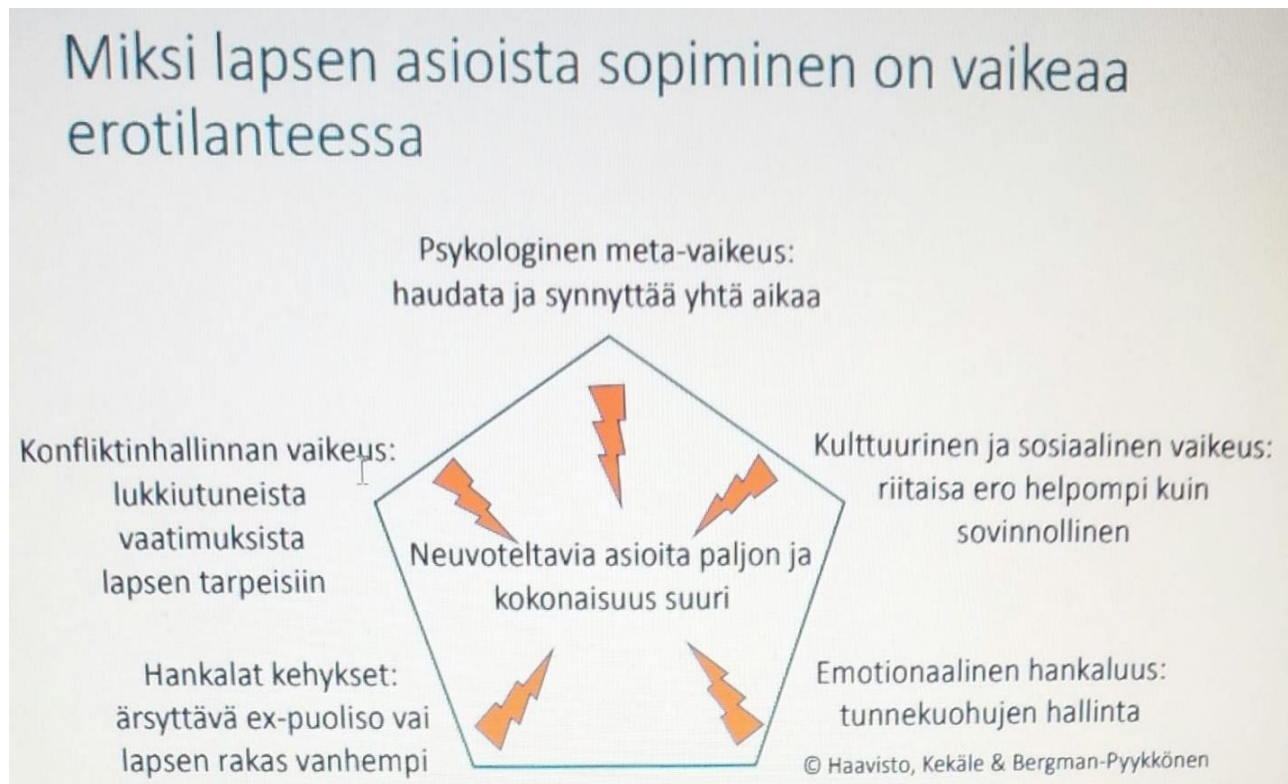 Miksi lapsen asioista sopiminen on vaikeaa
erotilanteessa
Psykologinen meta-vaikeus:
haudata ja synnyttää yhtä aikaa
Konfliktinhallinnan vaikeus:
lukkiutuneista
vaatimuksista
lapsen tarpeisiin
Kulttuurinen ja sosiaalinen vaikeus:
riitaisa ero helpompi kuin
sovinnollinen
Neuvoteltavia asioita paljon ja
kokonaisuus suuri
Hankalat kehykset:
ärsyttävä ex-puoliso vai
lapsen rakas vanhempi
Emotionaalinen hankaluus:
tunnekuohujen hallinta
© Haavisto, Kekäle & Bergman-Pyykkönen